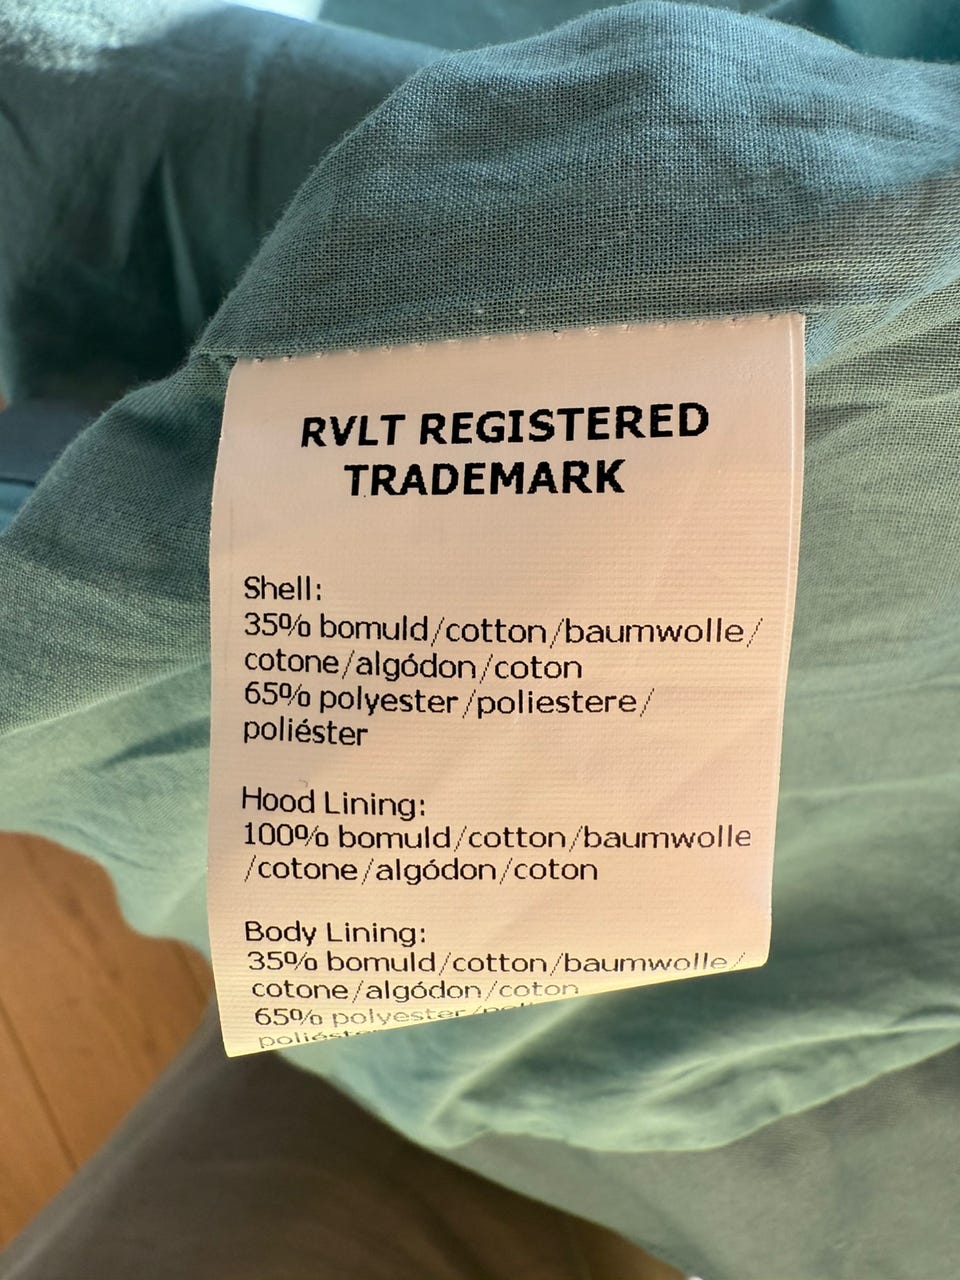 RVLT REGISTERED
TRADEMARK
Shell:
35% bomuld/cotton/baumwolle/
cotone/algódon/coton
65% polyester/poliestere/
poliéster
Hood Lining:
100% bomuld/cotton/baumwolle
/cotone/algódon/coton
Body Lining:
35% bomuld/cotton/baumwolle/
cotone/algódon/coton
65% polyester/